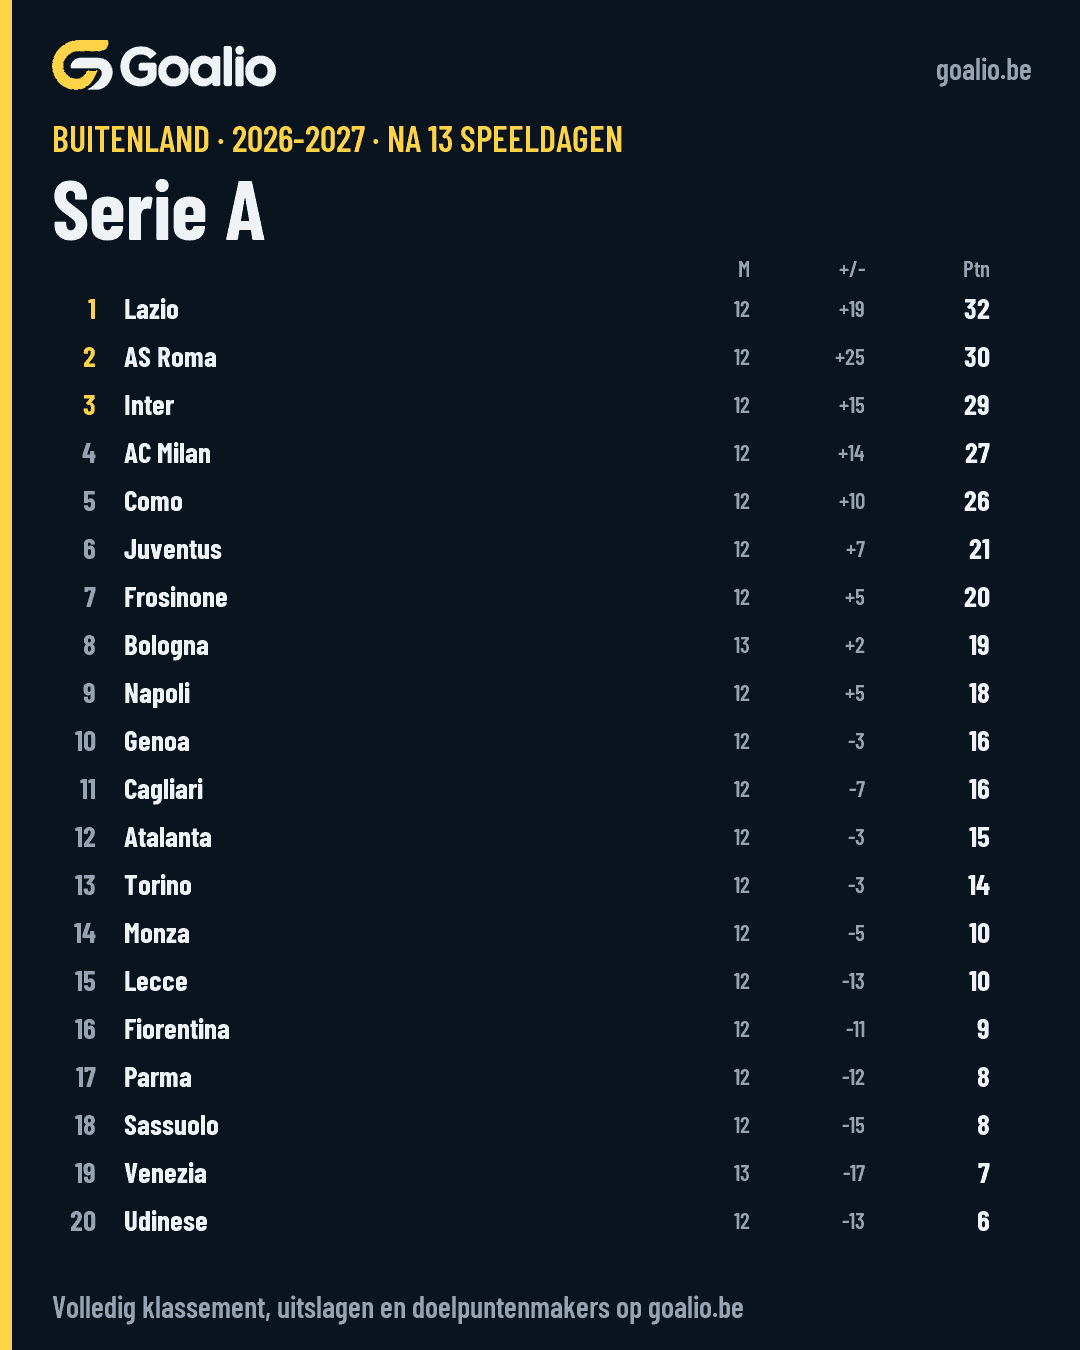 Goalio
goalio.be
BUITENLAND · 2026-2027 · NA 13 SPEELDAGEN
Serie A
M +/- Ptn
1 Lazio 12 +19 32
2 AS Roma 12 +25 30
3 Inter 12 +15 29
4 AC Milan 12 +14 27
5 Como 12 +10 26
6 Juventus 12 +7 21
7 Frosinone 12 +5 20
8 Bologna 13 +2 19
9 Napoli 12 +5 18
10 Genoa 12 -3 16
11 Cagliari 12 -7 16
12 Atalanta 12 -3 15
13 Torino 12 -3 14
14 Monza 12 -5 10
15 Lecce 12 -13 10
16 Fiorentina 12 -11 9
17 Parma 12 -12 8
18 Sassuolo 12 -15 8
19 Venezia 13 -17 7
20 Udinese 12 -13 6
Volledig klassement, uitslagen en doelpuntenmakers op goalio.be